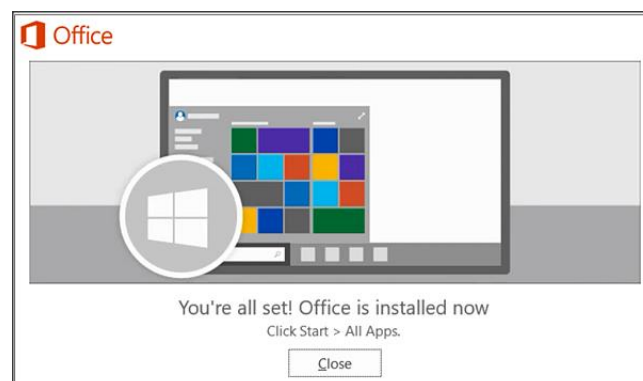 Office
You're all set! Office is installed now
Click Start > All Apps.
Close